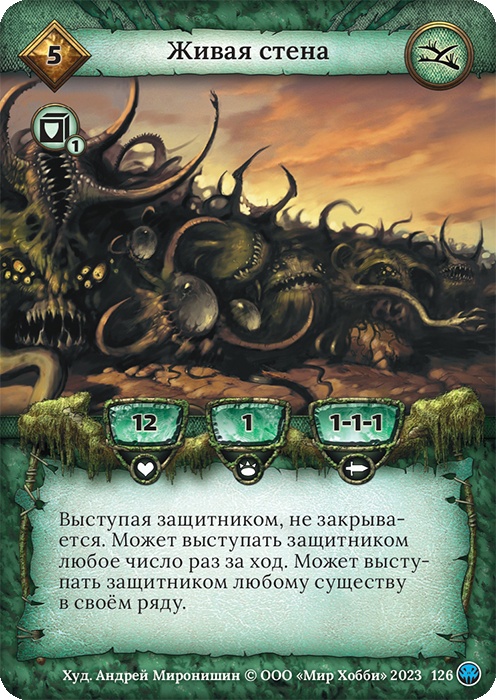 5
Живая стена
1
12
1
1-1-1
Выступая защитником, не закрыва-
ется. Может выступать защитником
любое число раз за ход. Может высту-
пать защитником любому существу
в своём ряду.
Худ. Андрей Миронишин © ООО «Мир Хобби» 2023 126